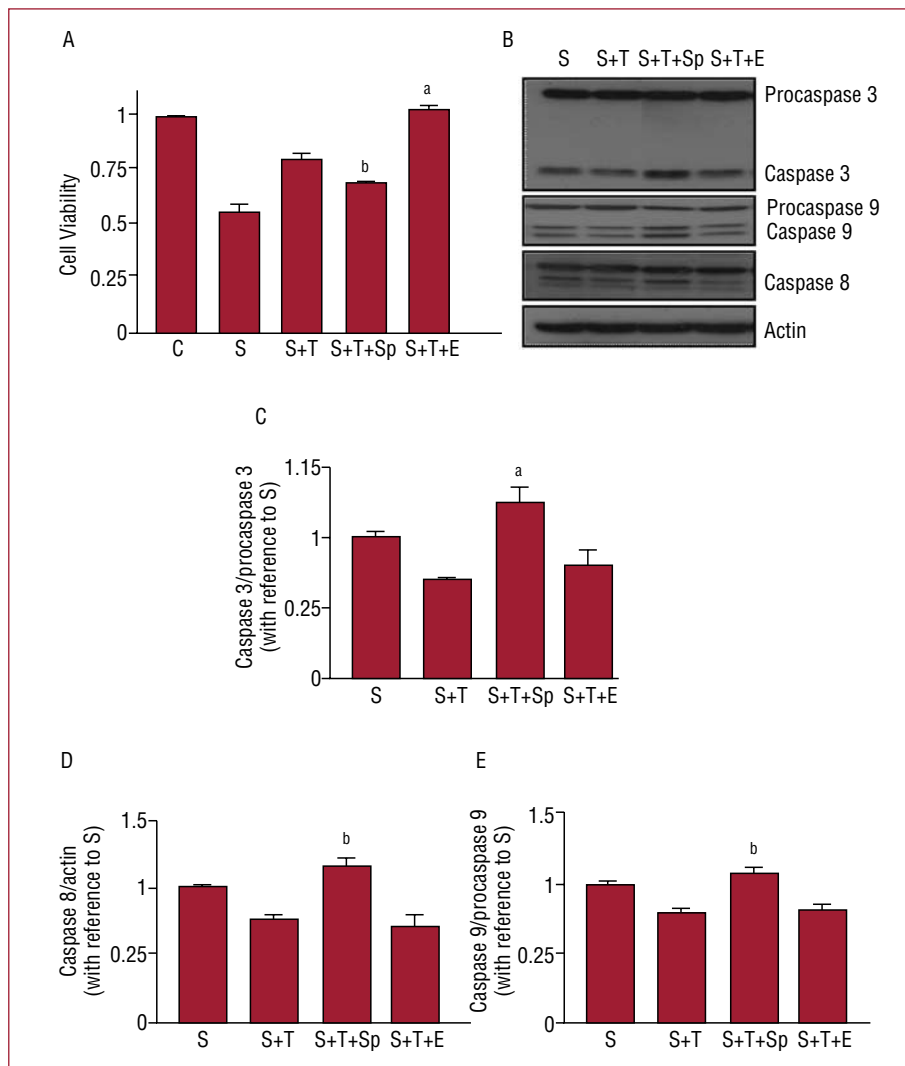 A
Cell Viability
1
0.75
0.5
0.25
0
a
b
C S S+T S+T+Sp S+T+E
B
S S+T S+T+Sp S+T+E
Procaspase 3
Caspase 3
Procaspase 9
Caspase 9
Caspase 8
Actin
C
Caspase 3/procaspase 3
(with reference to S)
1.15
1
0.25
0
a
S S+T S+T+Sp S+T+E
D
Caspase 8/actin
(with reference to S)
1.5
1
0.25
0
b
S S+T S+T+Sp S+T+E
E
Caspase 9/procaspase 9
(with reference to S)
1.5
1
0.25
0
b
S S+T S+T+Sp S+T+E